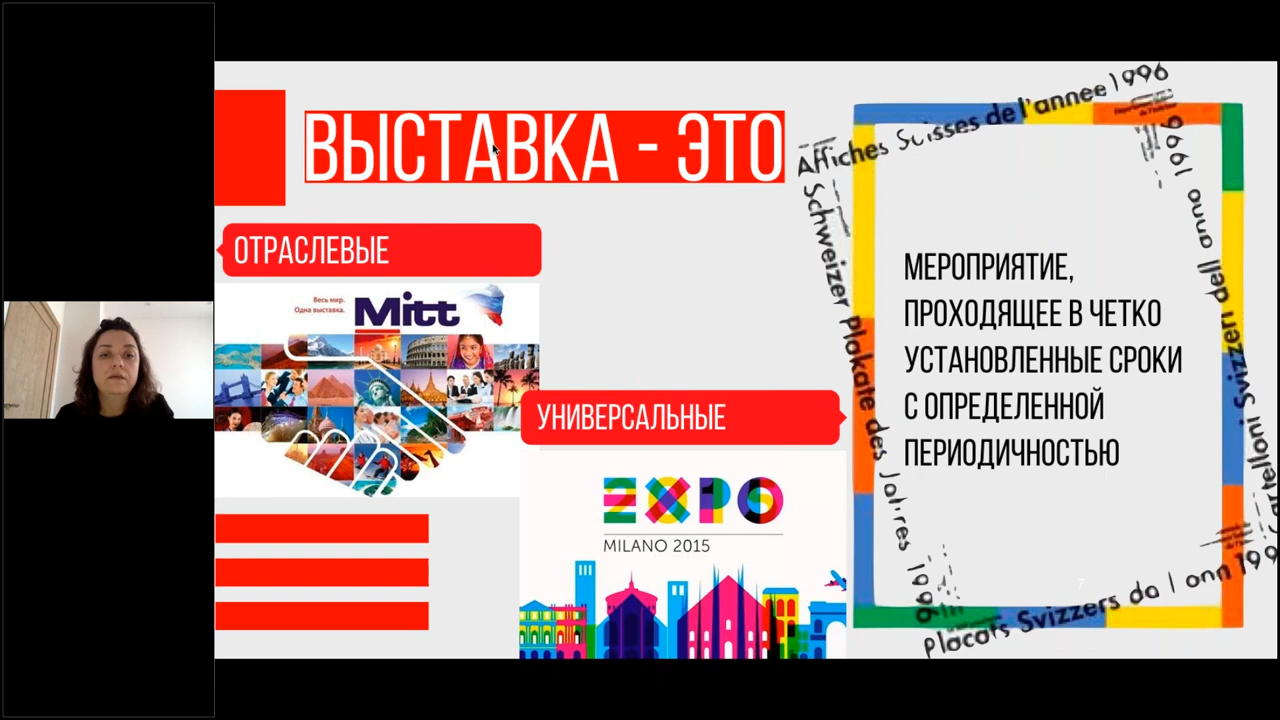 ВЫСТАВКА - ЭТО
ОТРАСЛЕВЫЕ
Весь мир.
Одна выставка.
Mitt
УНИВЕРСАЛЬНЫЕ
EXPO
MILANO 2015
Affiches Suisses de l'annee 1996
МЕРОПРИЯТИЕ,
ПРОХОДЯЩЕЕ В ЧЕТКО
УСТАНОВЛЕННЫЕ СРОКИ
С ОПРЕДЕЛЕННОЙ
ПЕРИОДИЧНОСТЬЮ
Schweizer Plakate des Jahres 1996
Svizzeri dell anno 1996
Placats Svizzers da l onn 199
7